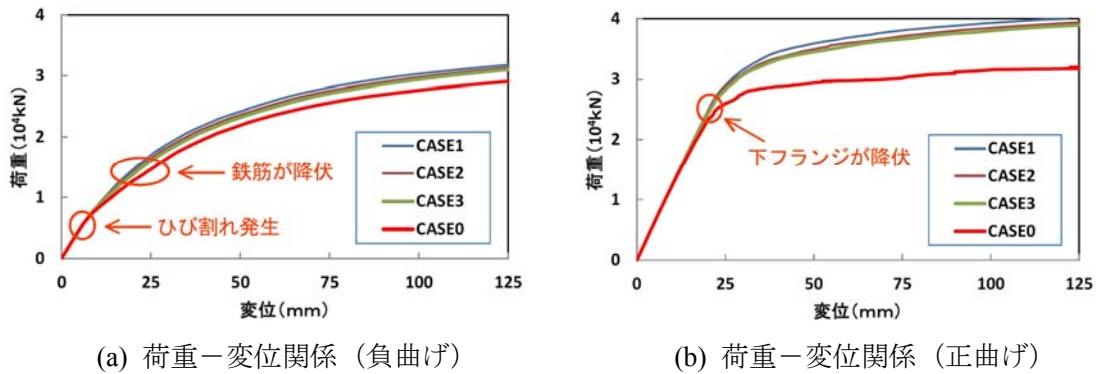 4
3
2
1
0
荷重(10⁴kN)
鉄筋が降伏
ひび割れ発生
CASE1
CASE2
CASE3
CASE0
0 25 50 75 100 125
変位(mm)
(a) 荷重－変位関係（負曲げ）
4
3
2
1
0
荷重(10⁴kN)
下フランジが降伏
CASE1
CASE2
CASE3
CASE0
0 25 50 75 100 125
変位(mm)
(b) 荷重－変位関係（正曲げ）